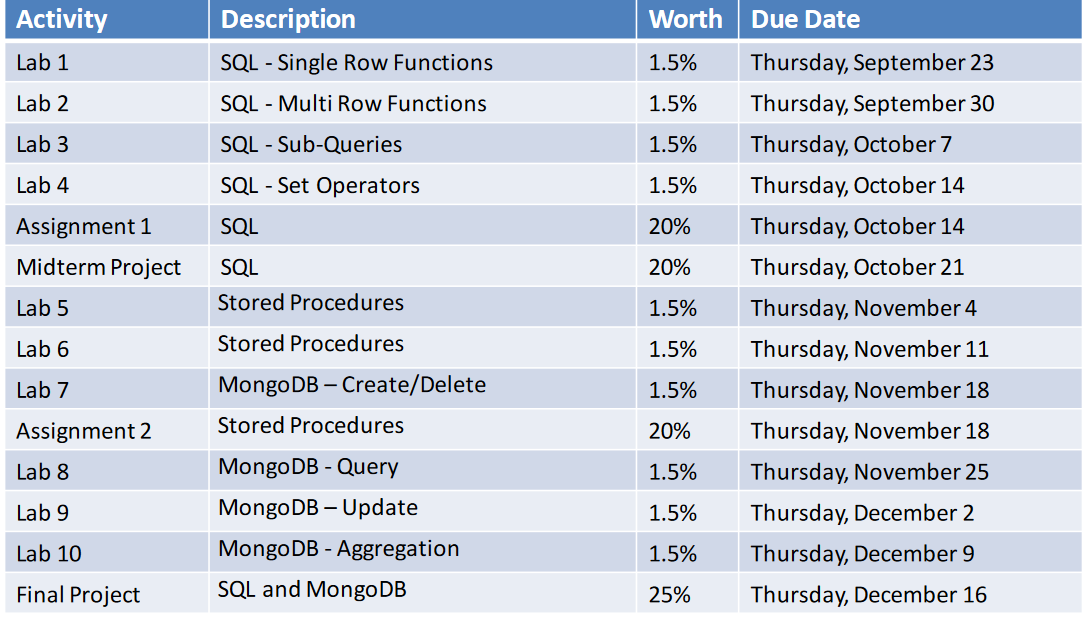 Activity Description Worth Due Date
Lab 1 SQL - Single Row Functions 1.5% Thursday, September 23
Lab 2 SQL - Multi Row Functions 1.5% Thursday, September 30
Lab 3 SQL - Sub-Queries 1.5% Thursday, October 7
Lab 4 SQL - Set Operators 1.5% Thursday, October 14
Assignment 1 SQL 20% Thursday, October 14
Midterm Project SQL 20% Thursday, October 21
Lab 5 Stored Procedures 1.5% Thursday, November 4
Lab 6 Stored Procedures 1.5% Thursday, November 11
Lab 7 MongoDB – Create/Delete 1.5% Thursday, November 18
Assignment 2 Stored Procedures 20% Thursday, November 18
Lab 8 MongoDB - Query 1.5% Thursday, November 25
Lab 9 MongoDB – Update 1.5% Thursday, December 2
Lab 10 MongoDB - Aggregation 1.5% Thursday, December 9
Final Project SQL and MongoDB 25% Thursday, December 16